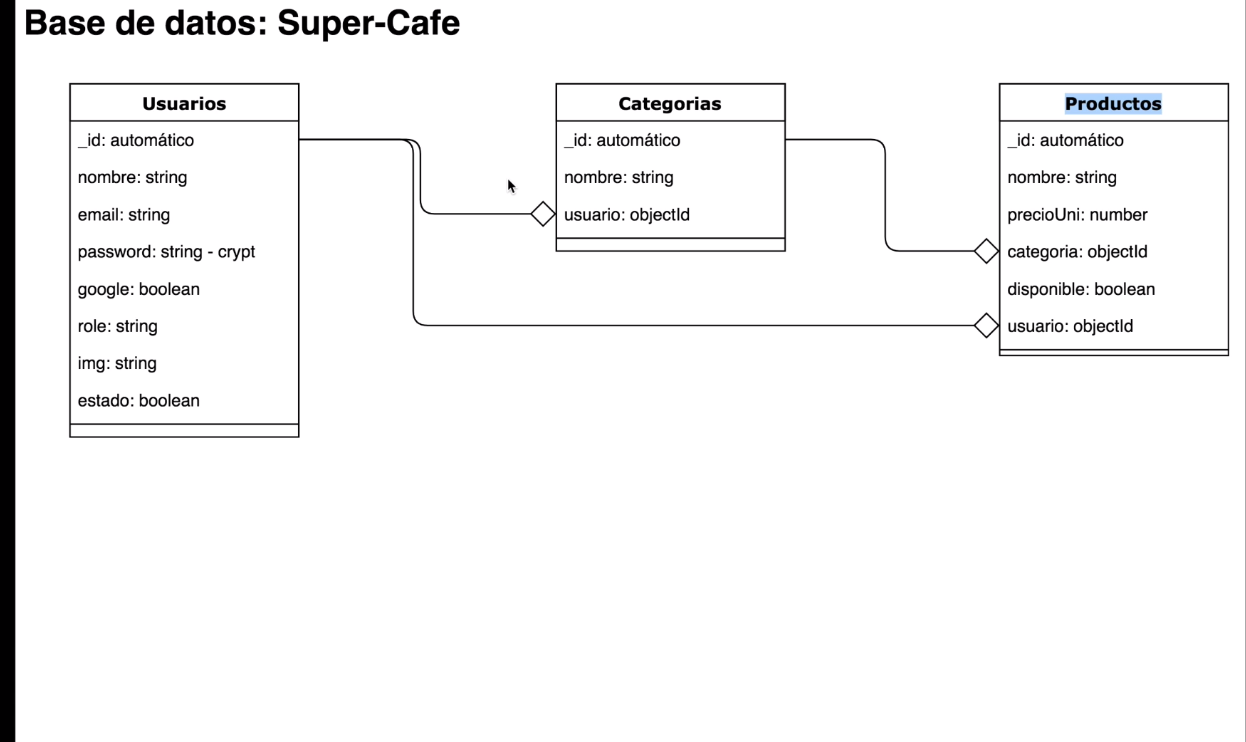 Base de datos: Super-Cafe
Usuarios
_id: automático
nombre: string
email: string
password: string - crypt
google: boolean
role: string
img: string
estado: boolean
Categorias
_id: automático
nombre: string
usuario: objectId
Productos
_id: automático
nombre: string
precioUni: number
categoria: objectId
disponible: boolean
usuario: objectId